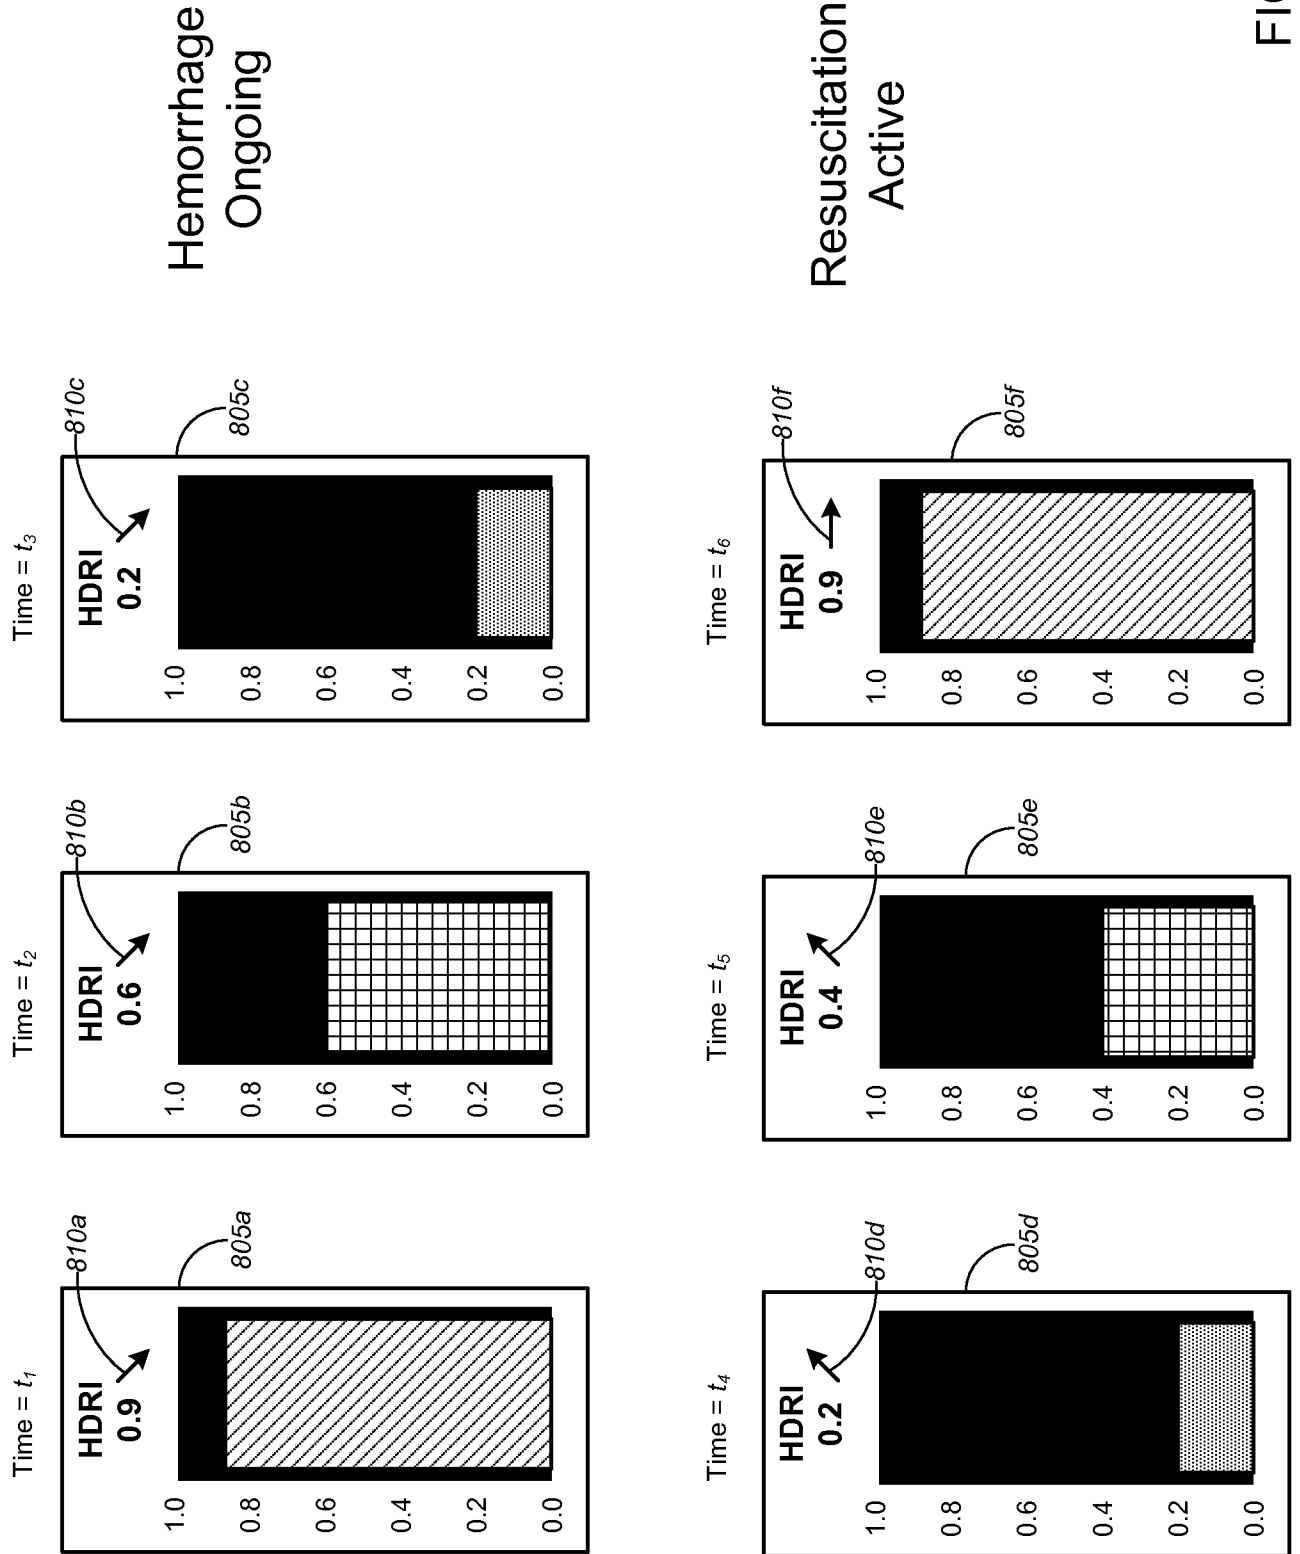 Time = t1
HDRI
0.9
810a
805a
1.0
0.8
0.6
0.4
0.2
0.0
Time = t2
HDRI
0.6
810b
805b
1.0
0.8
0.6
0.4
0.2
0.0
Time = t3
HDRI
0.2
810c
805c
1.0
0.8
0.6
0.4
0.2
0.0
Hemorrhage
Ongoing
Time = t4
HDRI
0.2
810d
805d
1.0
0.8
0.6
0.4
0.2
0.0
Time = t5
HDRI
0.4
810e
805e
1.0
0.8
0.6
0.4
0.2
0.0
Time = t6
HDRI
0.9
810f
805f
1.0
0.8
0.6
0.4
0.2
0.0
Resuscitation
Active